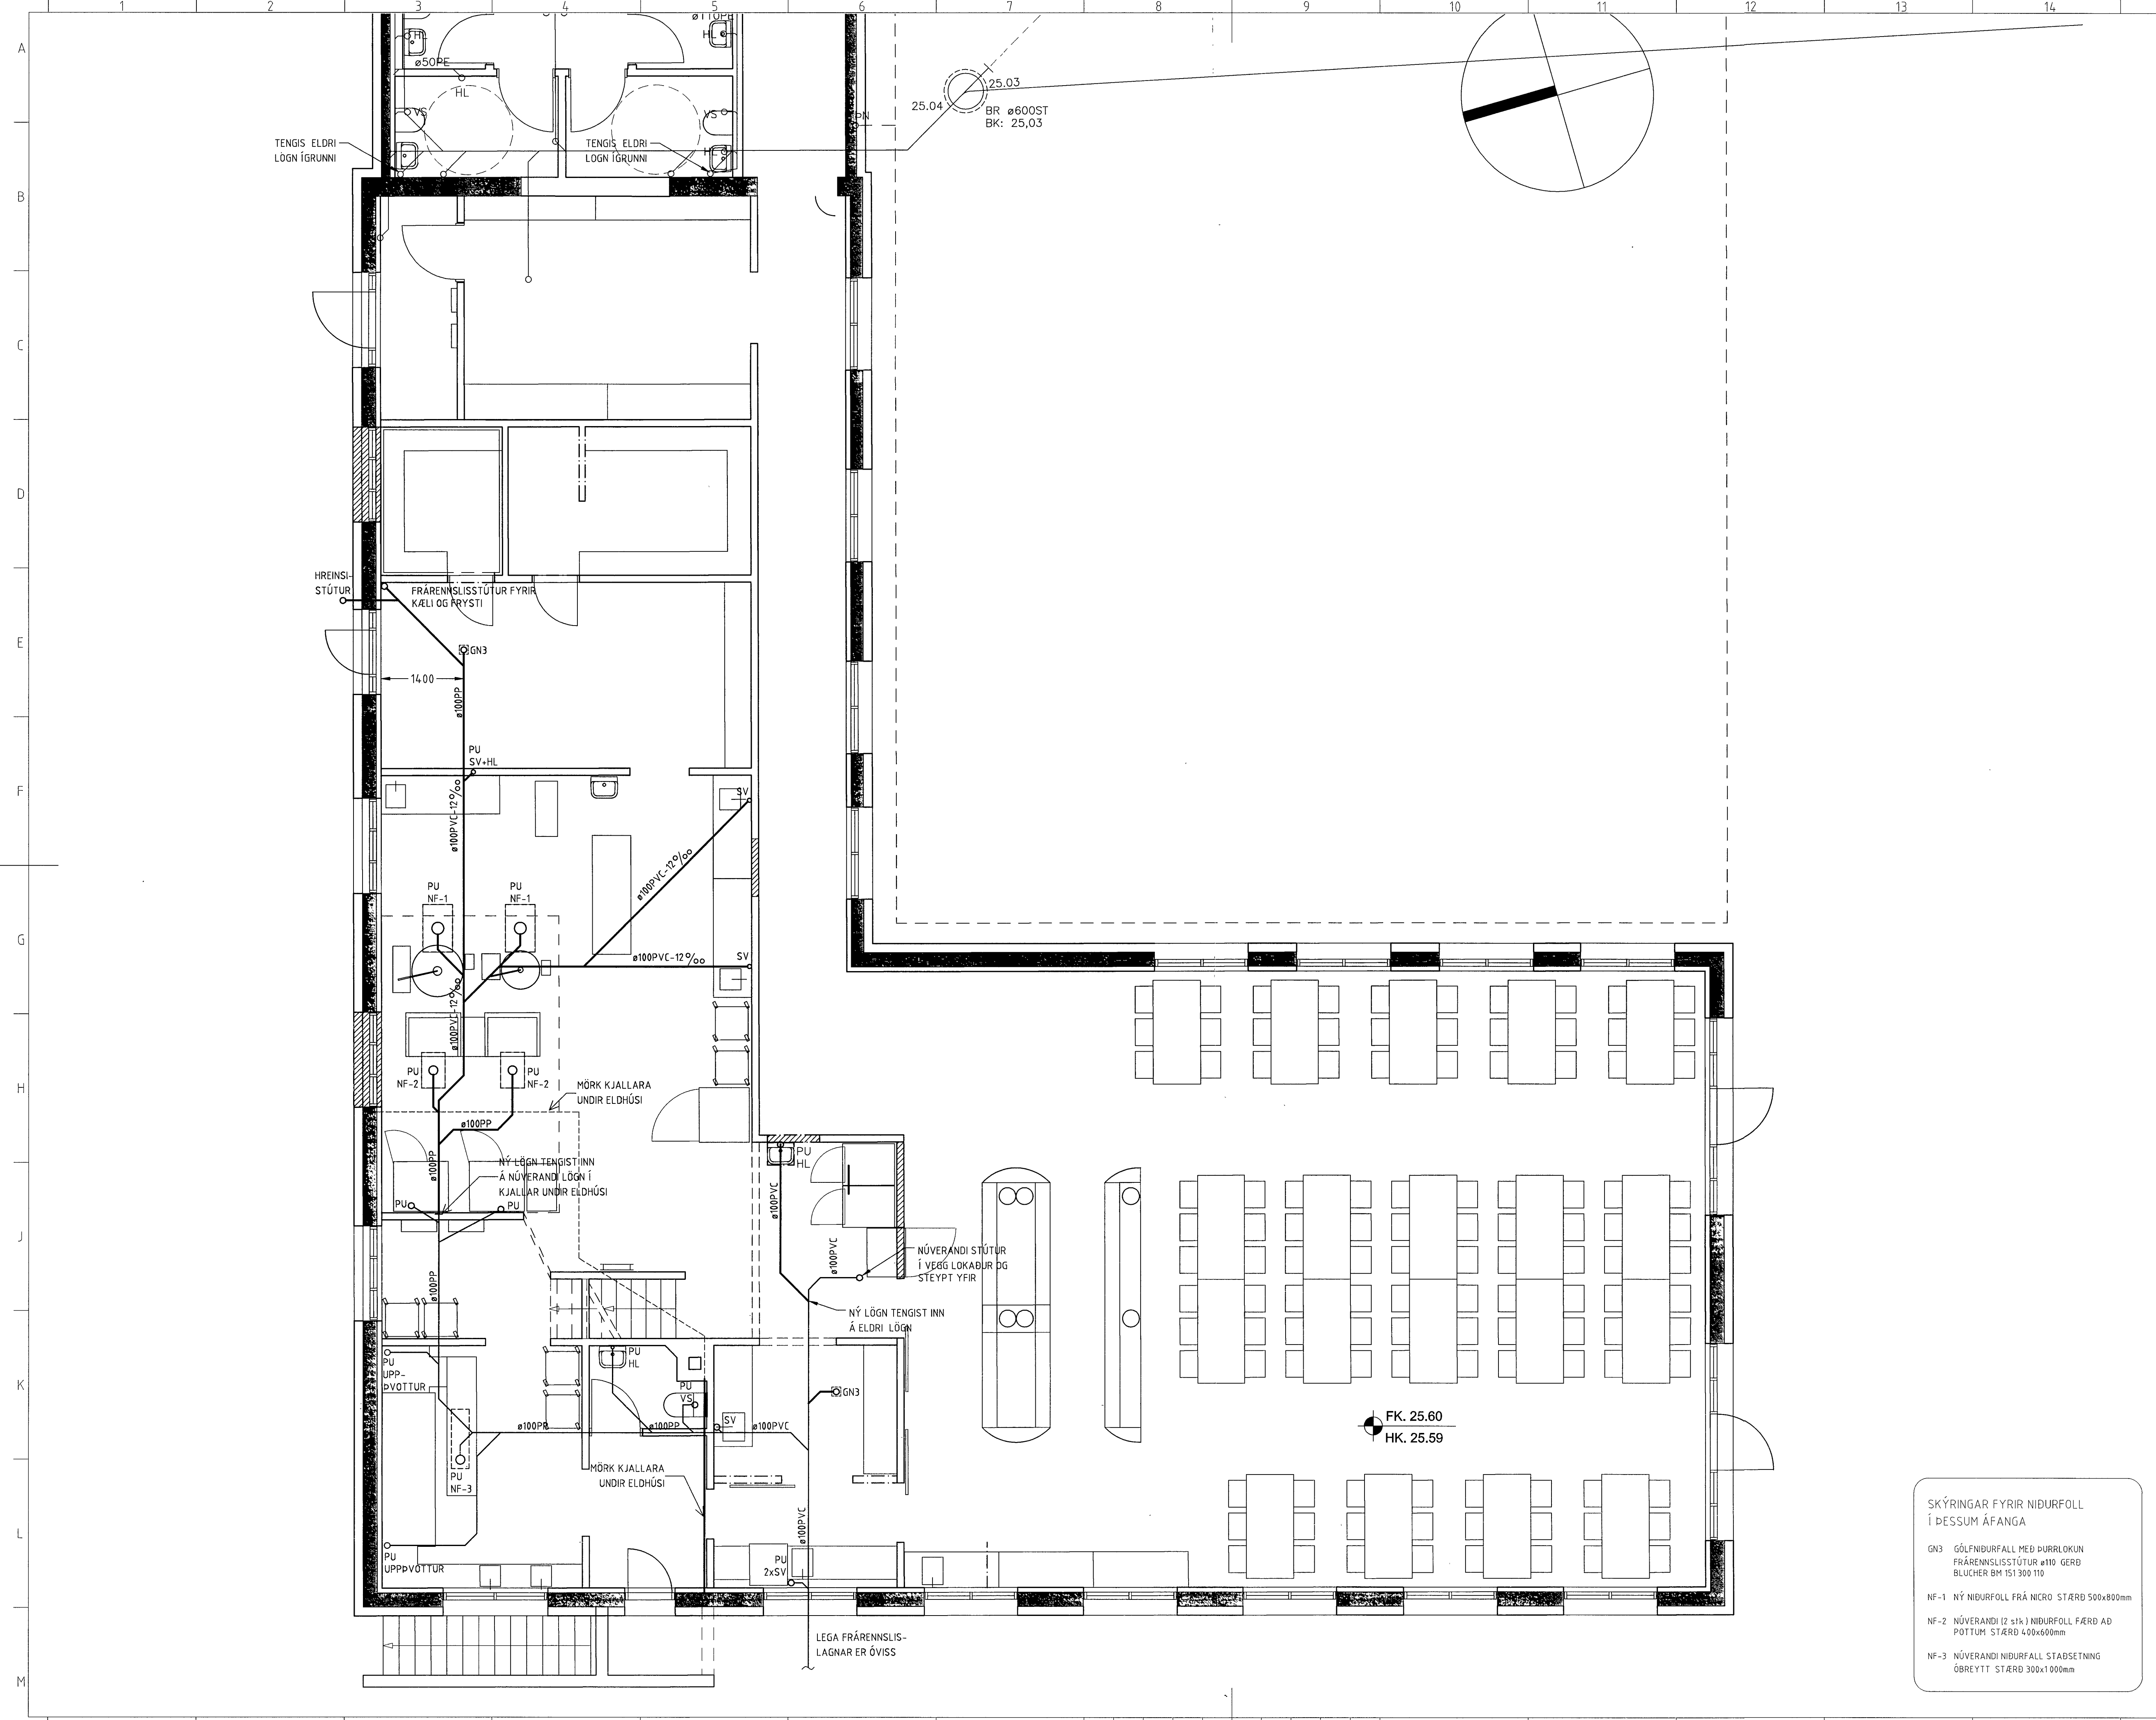 1 2 3 4 5 6 7 8 9 10 11 12 13 14
A
B
C
D
E
F
G
H
J
K
L
M
ø110PE
HL
HL
ø50PE
HL
VS
VS
HL
TENGIS ELDRI
LÖGN ÍGRUNNI
TENGIS ELDRI
LOGN ÍGRUNNI
ÞN
25.04
25.03
BR ø600ST
BK: 25,03
HREINSI-
STÚTUR
FRÁRENNSLISSTÚTUR FYRIR
KÆLI OG FRYSTI
GN3
1400
ø100PP
PU
SV+HL
SV
ø100PVC-12‰
ø100PVC-12‰
PU
NF-1
PU
NF-1
ø100PVC-12‰
SV
ø100PVC-12‰
PU
NF-2
PU
NF-2
MÖRK KJALLARA
UNDIR ELDHÚSI
ø100PP
ø100PP
NÝ LÖGN TENGIST INN
Á NÚVERANDI LÖGN Í
KJALLAR UNDIR ELDHÚSI
PU
PU
PU
HL
ø100PVC
ø100PVC
NÚVERANDI STÚTUR
Í VEGG LOKAÐUR OG
STEYPT YFIR
ø100PP
NÝ LÖGN TENGIST INN
Á ELDRI LÖGN
PU
UPP-
ÞVOTTUR
PU
HL
PU
VS
GN3
SV
ø100PP
ø100PP
ø100PVC
FK. 25.60
HK. 25.59
PU
NF-3
MÖRK KJALLARA
UNDIR ELDHÚSI
ø100PVC
PU
UPPÞVOTTUR
PU
2xSV
LEGA FRÁRENNSLIS-
LAGNAR ER ÓVISS
SKÝRINGAR FYRIR NIÐURFOLL
Í ÞESSUM ÁFANGA
GN3 GÓLFNIÐURFALL MEÐ ÞURRLOKUN
FRÁRENNSLISSTÚTUR ø110 GERÐ
BLUCHER BM 151 300 110
NF-1 NÝ NIÐURFOLL FRÁ NICRO STÆRÐ 500x800mm
NF-2 NÚVERANDI (2 stk) NIÐURFOLL FÆRÐ AÐ
POTTUM STÆRÐ 400x600mm
NF-3 NÚVERANDI NIÐURFALL STAÐSETNING
ÓBREYTT STÆRÐ 300x1000mm